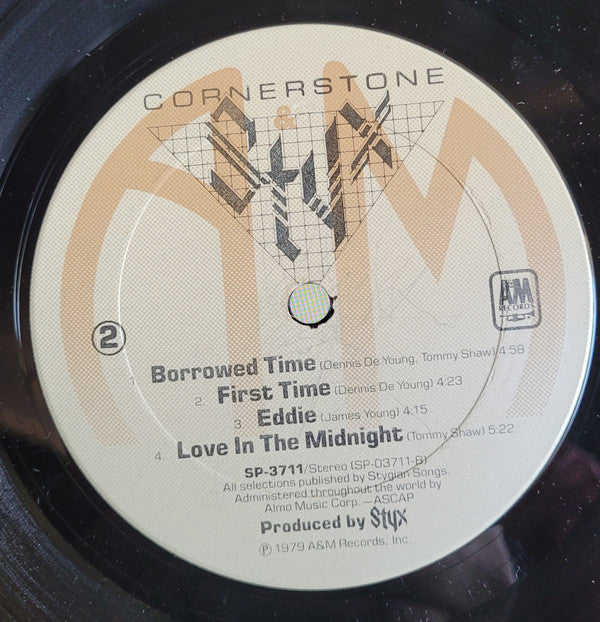 CORNERSTONE
&
Styx
A&M
RECORDS
2
Borrowed Time (Dennis De Young, Tommy Shaw) 4:58
2. First Time (Dennis De Young) 4:23
3 Eddie (James Young) 4:15
4. Love In The Midnight (Tommy Shaw) 5:22
SP-3711/Stereo (SP-03711-B)
All selections published by Stygian Songs.
Administered throughout the world by
Almo Music Corp.—ASCAP
Produced by Styx
℗ 1979 A&M Records, Inc.